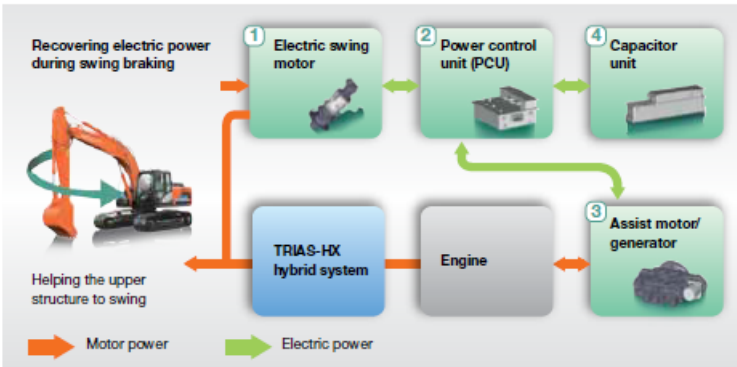 Recovering electric power
during swing braking
1
Electric swing
motor
2
Power control
unit (PCU)
4
Capacitor
unit
3
Assist motor/
generator
TRIAS-HX
hybrid system
Engine
Helping the upper
structure to swing
Motor power
Electric power